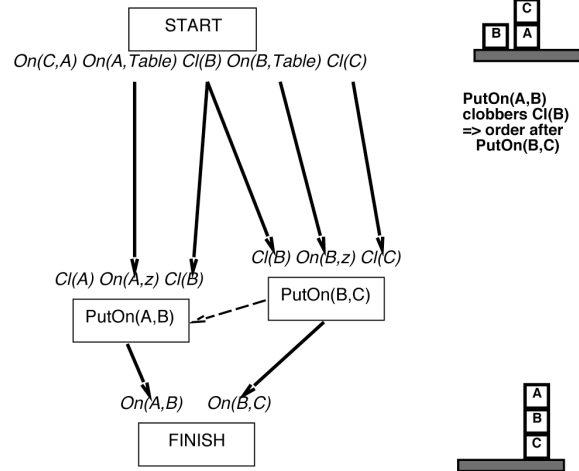 START
On(C,A) On(A,Table) Cl(B) On(B,Table) Cl(C)
C
B A
PutOn(A,B)
clobbers Cl(B)
=> order after
PutOn(B,C)
Cl(B) On(B,z) Cl(C)
Cl(A) On(A,z) Cl(B)
PutOn(B,C)
PutOn(A,B)
On(A,B) On(B,C)
FINISH
A
B
C